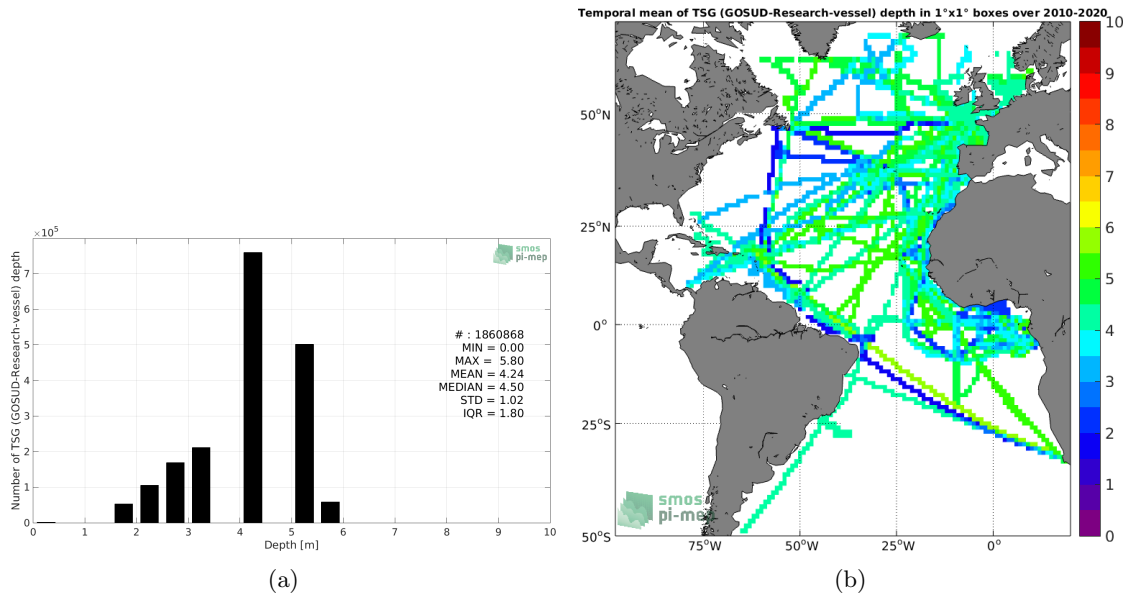 Temporal mean of TSG (GOSUD-Research-vessel) depth in 1°x1° boxes over 2010-2020
×10⁵
Number of TSG (GOSUD-Research-vessel) depth
7
6
5
4
3
2
1
0
0 1 2 3 4 5 6 7 8 9 10
Depth [m]
smos
pi-mep
# : 1860868
MIN = 0.00
MAX = 5.80
MEAN = 4.24
MEDIAN = 4.50
STD = 1.02
IQR = 1.80
(a)
50°N
25°N
0°
25°S
50°S
75°W 50°W 25°W 0°
smos
pi-mep
10
9
8
7
6
5
4
3
2
1
0
(b)